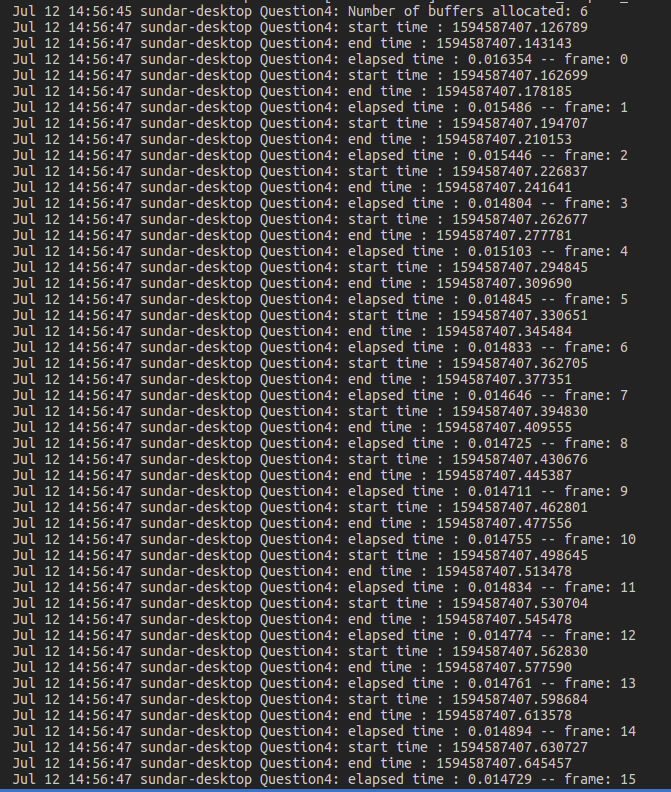 Jul 12 14:56:45 sundar-desktop Question4: Number of buffers allocated: 6
Jul 12 14:56:47 sundar-desktop Question4: start time : 1594587407.126789
Jul 12 14:56:47 sundar-desktop Question4: end time : 1594587407.143143
Jul 12 14:56:47 sundar-desktop Question4: elapsed time : 0.016354 -- frame: 0
Jul 12 14:56:47 sundar-desktop Question4: start time : 1594587407.162699
Jul 12 14:56:47 sundar-desktop Question4: end time : 1594587407.178185
Jul 12 14:56:47 sundar-desktop Question4: elapsed time : 0.015486 -- frame: 1
Jul 12 14:56:47 sundar-desktop Question4: start time : 1594587407.194707
Jul 12 14:56:47 sundar-desktop Question4: end time : 1594587407.210153
Jul 12 14:56:47 sundar-desktop Question4: elapsed time : 0.015446 -- frame: 2
Jul 12 14:56:47 sundar-desktop Question4: start time : 1594587407.226837
Jul 12 14:56:47 sundar-desktop Question4: end time : 1594587407.241641
Jul 12 14:56:47 sundar-desktop Question4: elapsed time : 0.014804 -- frame: 3
Jul 12 14:56:47 sundar-desktop Question4: start time : 1594587407.262677
Jul 12 14:56:47 sundar-desktop Question4: end time : 1594587407.277781
Jul 12 14:56:47 sundar-desktop Question4: elapsed time : 0.015103 -- frame: 4
Jul 12 14:56:47 sundar-desktop Question4: start time : 1594587407.294845
Jul 12 14:56:47 sundar-desktop Question4: end time : 1594587407.309690
Jul 12 14:56:47 sundar-desktop Question4: elapsed time : 0.014845 -- frame: 5
Jul 12 14:56:47 sundar-desktop Question4: start time : 1594587407.330651
Jul 12 14:56:47 sundar-desktop Question4: end time : 1594587407.345484
Jul 12 14:56:47 sundar-desktop Question4: elapsed time : 0.014833 -- frame: 6
Jul 12 14:56:47 sundar-desktop Question4: start time : 1594587407.362705
Jul 12 14:56:47 sundar-desktop Question4: end time : 1594587407.377351
Jul 12 14:56:47 sundar-desktop Question4: elapsed time : 0.014646 -- frame: 7
Jul 12 14:56:47 sundar-desktop Question4: start time : 1594587407.394830
Jul 12 14:56:47 sundar-desktop Question4: end time : 1594587407.409555
Jul 12 14:56:47 sundar-desktop Question4: elapsed time : 0.014725 -- frame: 8
Jul 12 14:56:47 sundar-desktop Question4: start time : 1594587407.430676
Jul 12 14:56:47 sundar-desktop Question4: end time : 1594587407.445387
Jul 12 14:56:47 sundar-desktop Question4: elapsed time : 0.014711 -- frame: 9
Jul 12 14:56:47 sundar-desktop Question4: start time : 1594587407.462801
Jul 12 14:56:47 sundar-desktop Question4: end time : 1594587407.477556
Jul 12 14:56:47 sundar-desktop Question4: elapsed time : 0.014755 -- frame: 10
Jul 12 14:56:47 sundar-desktop Question4: start time : 1594587407.498645
Jul 12 14:56:47 sundar-desktop Question4: end time : 1594587407.513478
Jul 12 14:56:47 sundar-desktop Question4: elapsed time : 0.014834 -- frame: 11
Jul 12 14:56:47 sundar-desktop Question4: start time : 1594587407.530704
Jul 12 14:56:47 sundar-desktop Question4: end time : 1594587407.545478
Jul 12 14:56:47 sundar-desktop Question4: elapsed time : 0.014774 -- frame: 12
Jul 12 14:56:47 sundar-desktop Question4: start time : 1594587407.562830
Jul 12 14:56:47 sundar-desktop Question4: end time : 1594587407.577590
Jul 12 14:56:47 sundar-desktop Question4: elapsed time : 0.014761 -- frame: 13
Jul 12 14:56:47 sundar-desktop Question4: start time : 1594587407.598684
Jul 12 14:56:47 sundar-desktop Question4: end time : 1594587407.613578
Jul 12 14:56:47 sundar-desktop Question4: elapsed time : 0.014894 -- frame: 14
Jul 12 14:56:47 sundar-desktop Question4: start time : 1594587407.630727
Jul 12 14:56:47 sundar-desktop Question4: end time : 1594587407.645457
Jul 12 14:56:47 sundar-desktop Question4: elapsed time : 0.014729 -- frame: 15